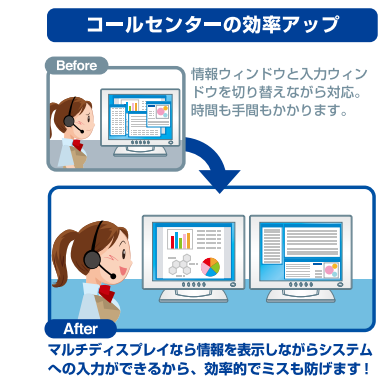 コールセンターの効率アップ
Before
情報ウィンドウと入力ウィン
ドウを切り替えながら対応。
時間も手間もかかります。
After
マルチディスプレイなら情報を表示しながらシステム
への入力ができるから、効率的でミスも防げます！